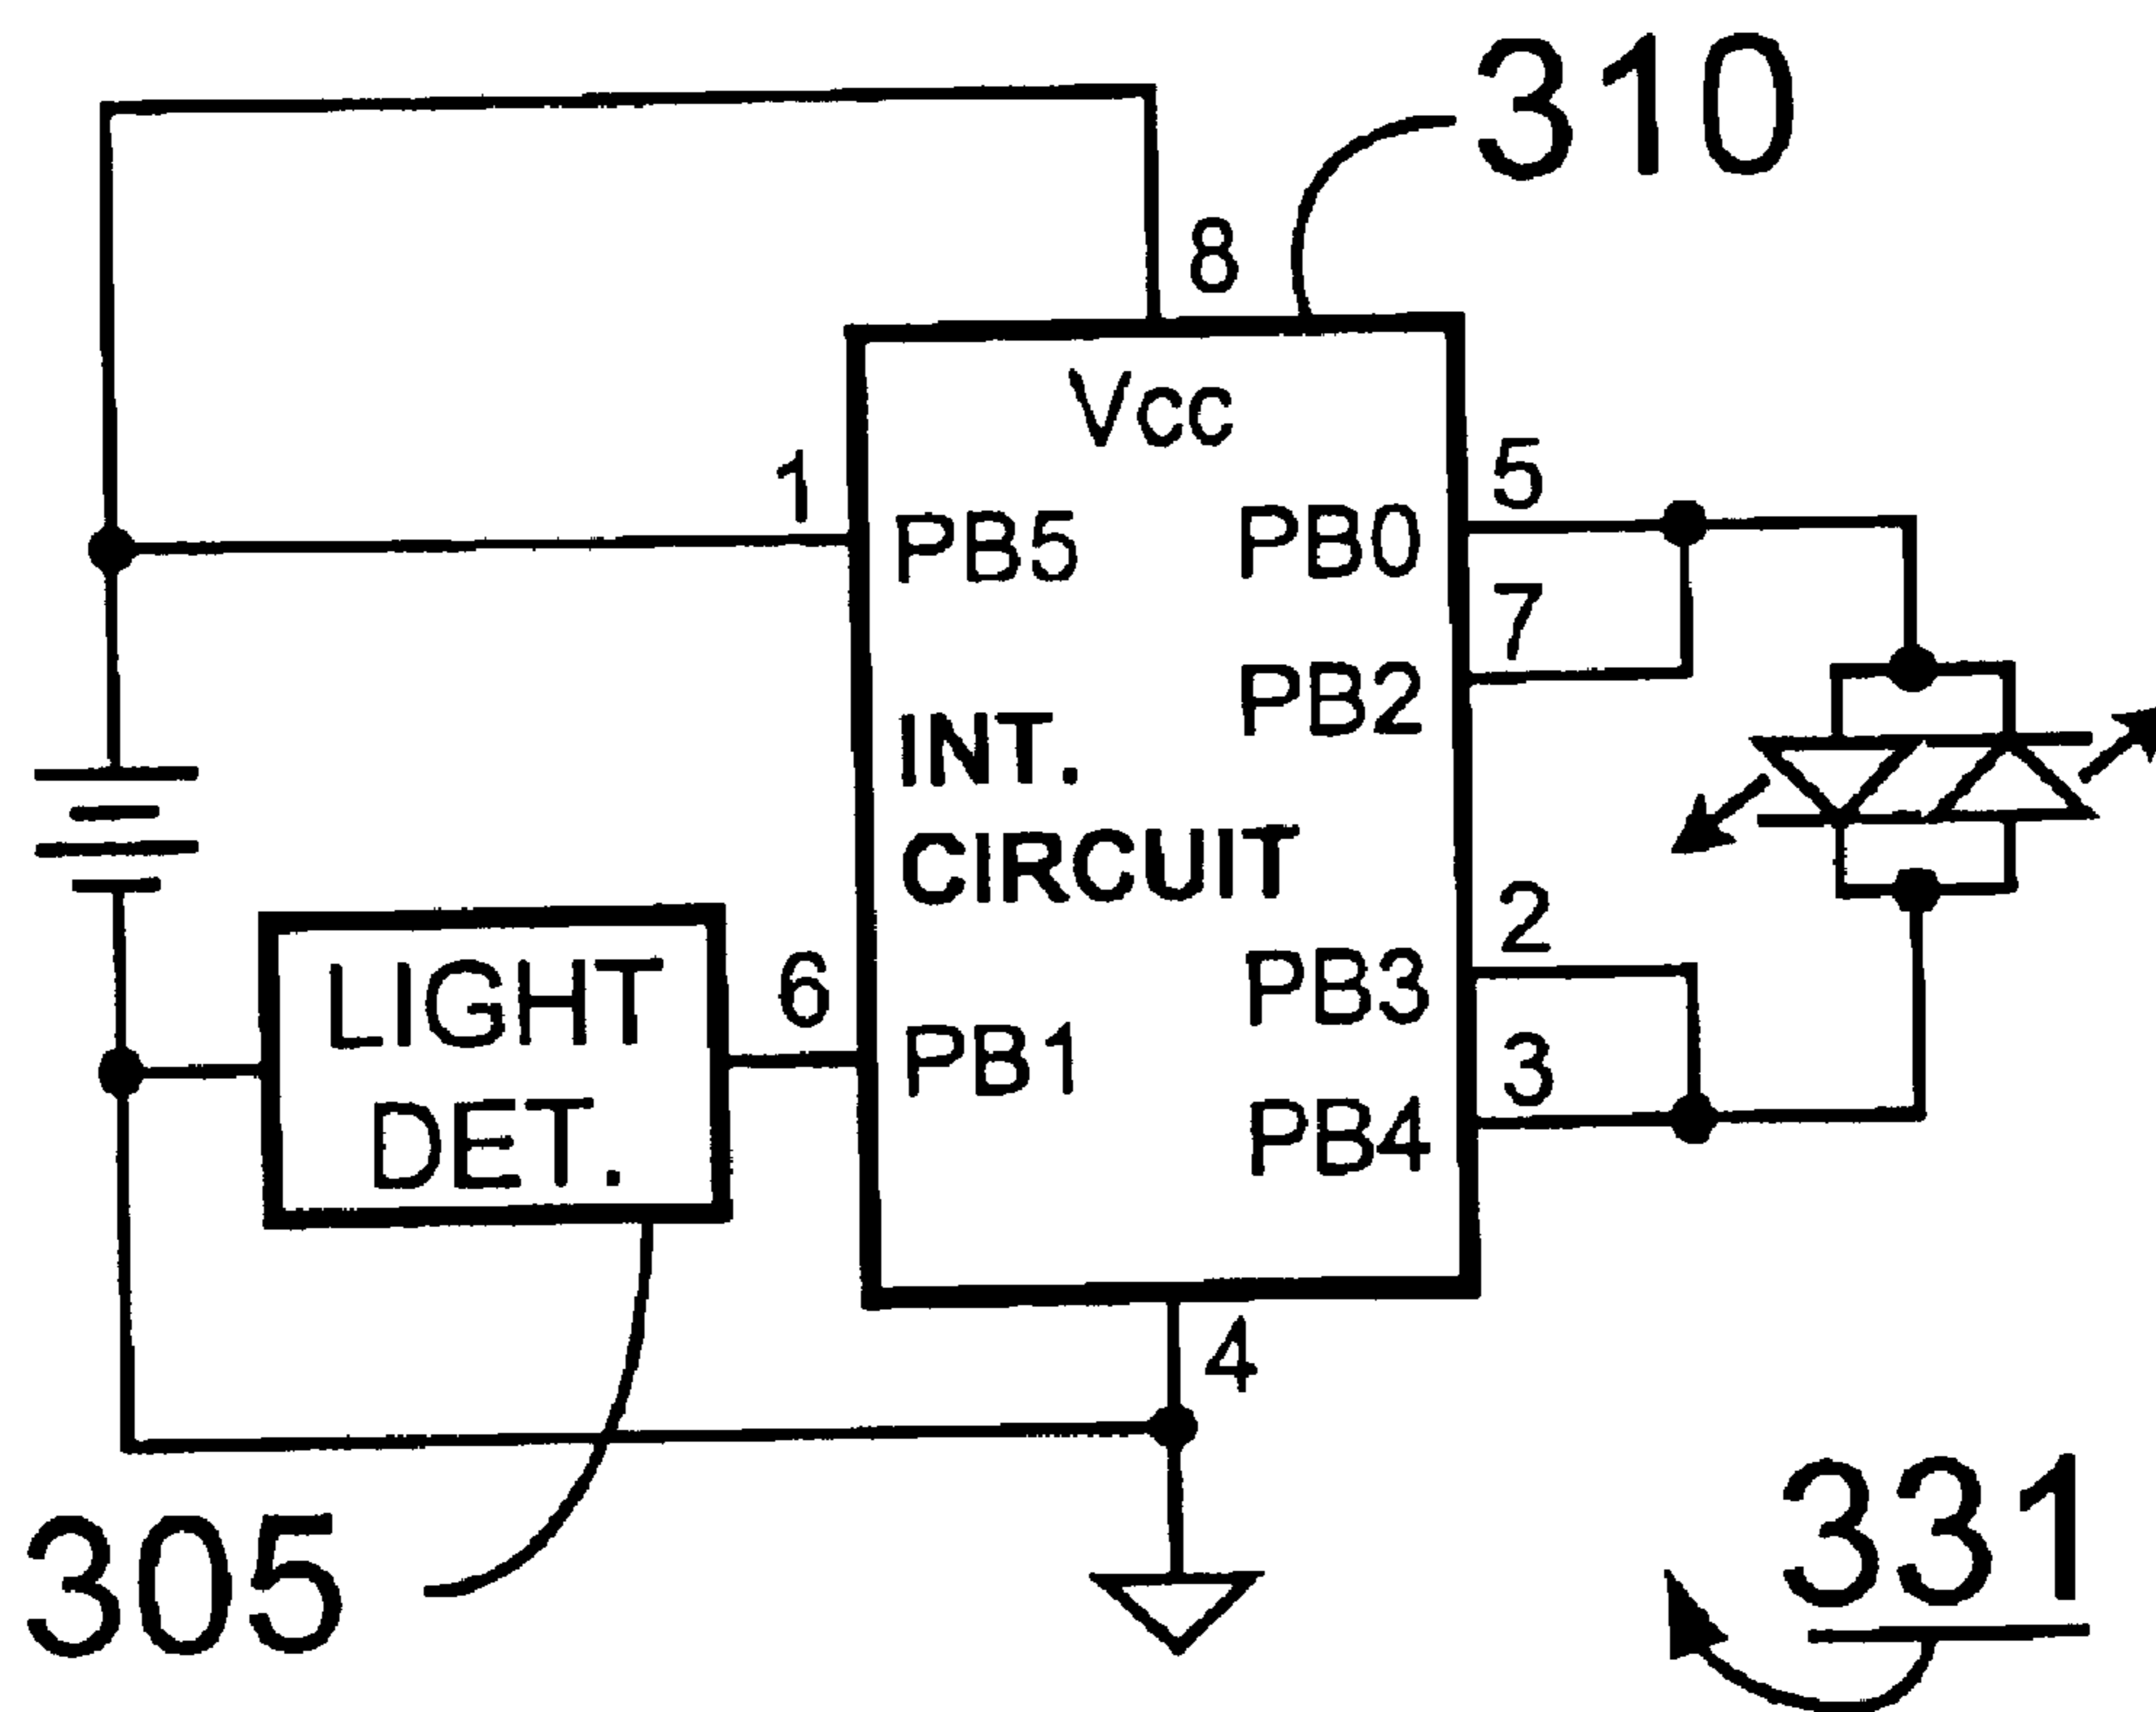 310
8
Vcc
1
5
PB5
PB0
7
PB2
INT.
CIRCUIT
2
LIGHT
DET.
6
PB3
PB1
3
PB4
4
305
331